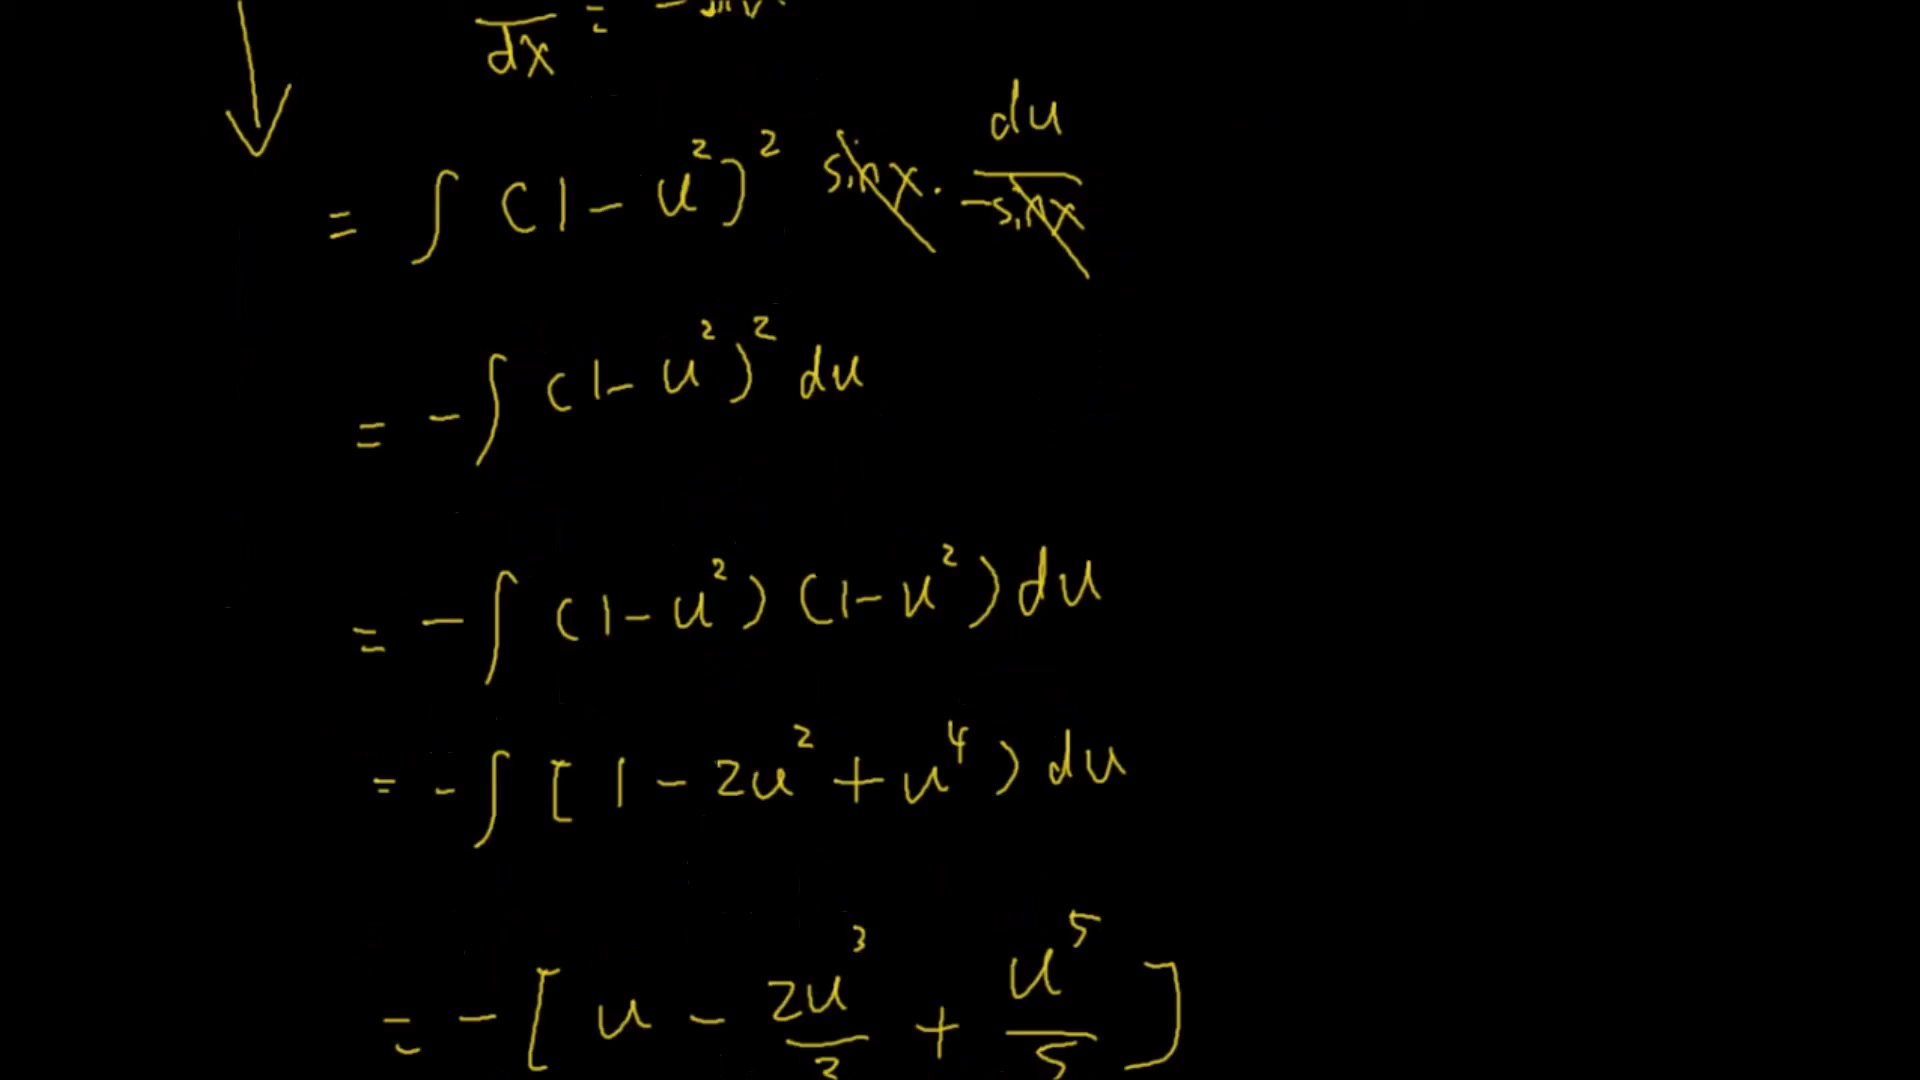 dx =
= ∫ (1 - u²)² sinx · du/-sinx
= -∫ (1 - u²)² du
= -∫ (1 - u²) (1 - u²) du
= -∫ [1 - 2u² + u⁴) du
= -[u - 2u³/3 + u⁵/5]